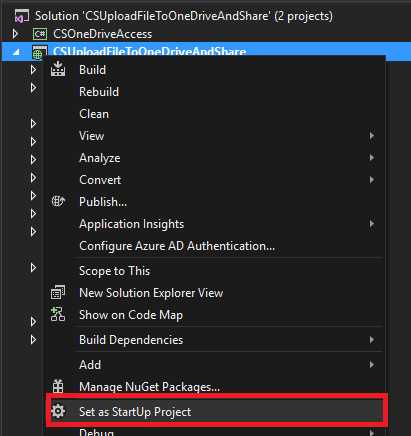 Solution 'CSUploadFileToOneDriveAndShare' (2 projects)
C# CSOneDriveAccess
CSUploadFileToOneDriveAndShare
Build
Rebuild
Clean
View
Analyze
Convert
Publish...
Application Insights
Configure Azure AD Authentication...
Scope to This
New Solution Explorer View
Show on Code Map
Build Dependencies
Add
Manage NuGet Packages...
Set as StartUp Project
Debug